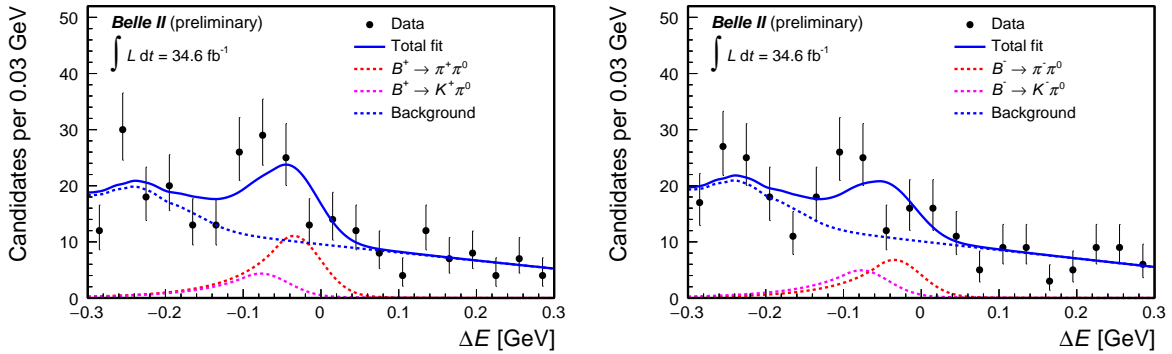 Belle II (preliminary)
∫ L dt = 34.6 fb⁻¹
Data
Total fit
B⁺ → π⁺π⁰
B⁺ → K⁺π⁰
Background
Candidates per 0.03 GeV
50
40
30
20
10
0
−0.3 −0.2 −0.1 0 0.1 0.2 0.3
ΔE [GeV]
Belle II (preliminary)
∫ L dt = 34.6 fb⁻¹
Data
Total fit
B⁻ → π⁻π⁰
B⁻ → K⁻π⁰
Background
Candidates per 0.03 GeV
50
40
30
20
10
0
−0.3 −0.2 −0.1 0 0.1 0.2 0.3
ΔE [GeV]